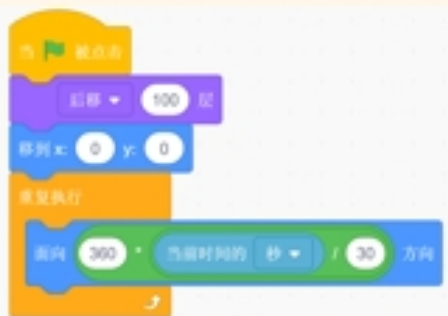 当 被点击
后移 100 层
移到 x: 0 y: 0
重复执行
面向 360 * 当前时间的 秒 / 30 方向